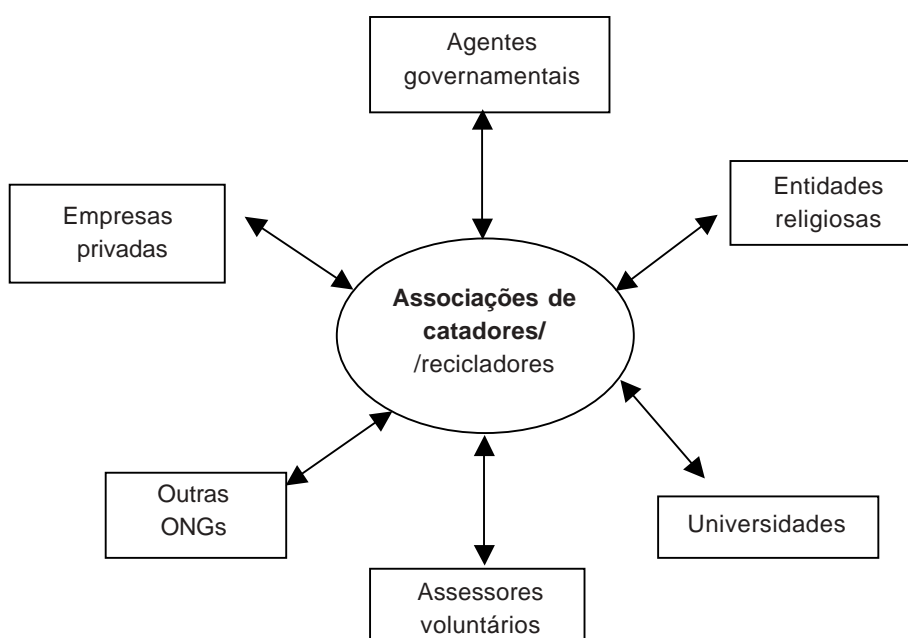 Agentes
governamentais
Entidades
religiosas
Empresas
privadas
Associações de
catadores/
/recicladores
Outras
ONGs
Universidades
Assessores
voluntários